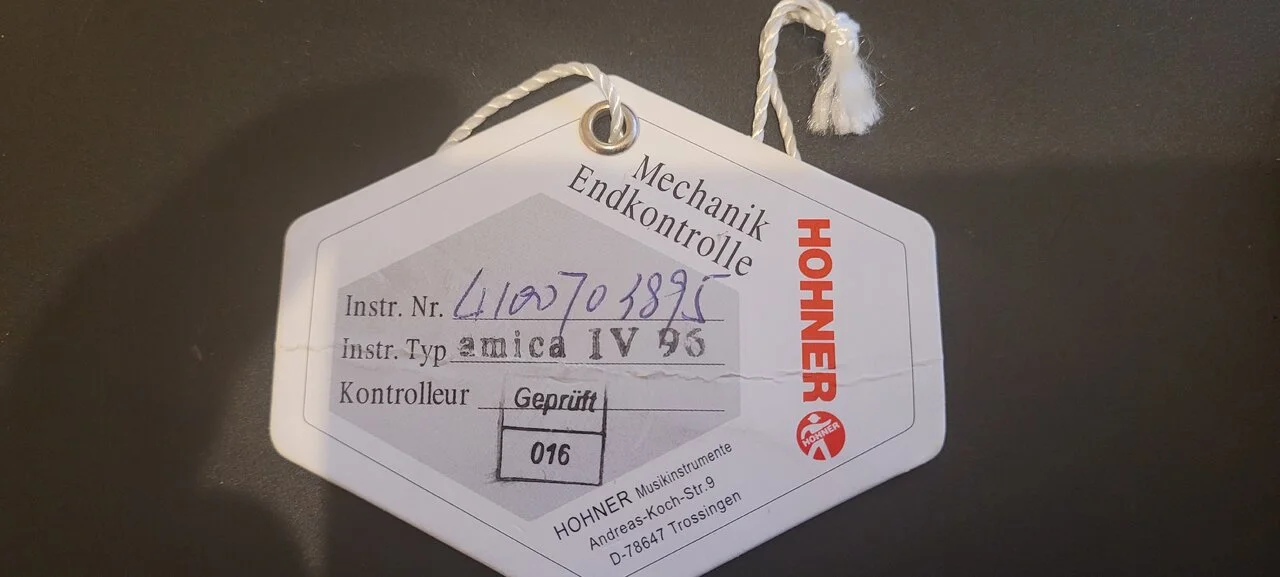 Mechanik
Endkontrolle
HOHNER
HOHNER
Instr. Nr.
Instr. Typ amica IV 96
Kontrolleur
Geprüft
016
HOHNER Musikinstrumente
Andreas-Koch-Str.9
D-78647 Trossingen